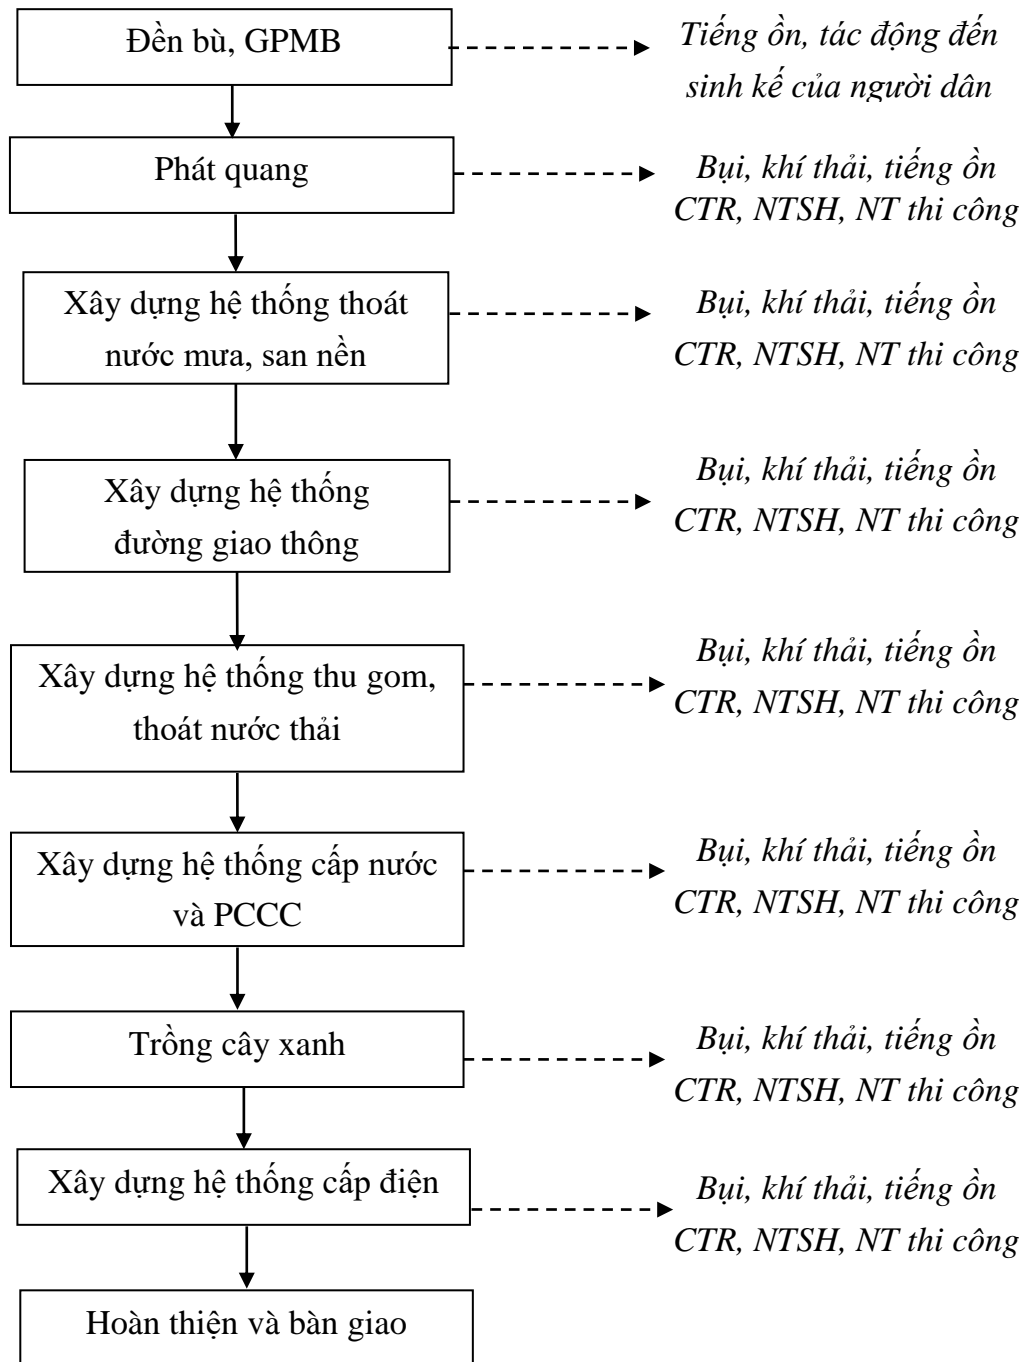 Đền bù, GPMB
Tiếng ồn, tác động đến
sinh kế của người dân
Phát quang
Bụi, khí thải, tiếng ồn
CTR, NTSH, NT thi công
Xây dựng hệ thống thoát
nước mưa, san nền
Bụi, khí thải, tiếng ồn
CTR, NTSH, NT thi công
Xây dựng hệ thống
đường giao thông
Bụi, khí thải, tiếng ồn
CTR, NTSH, NT thi công
Xây dựng hệ thống thu gom,
thoát nước thải
Bụi, khí thải, tiếng ồn
CTR, NTSH, NT thi công
Xây dựng hệ thống cấp nước
và PCCC
Bụi, khí thải, tiếng ồn
CTR, NTSH, NT thi công
Trồng cây xanh
Bụi, khí thải, tiếng ồn
CTR, NTSH, NT thi công
Xây dựng hệ thống cấp điện
Bụi, khí thải, tiếng ồn
CTR, NTSH, NT thi công
Hoàn thiện và bàn giao